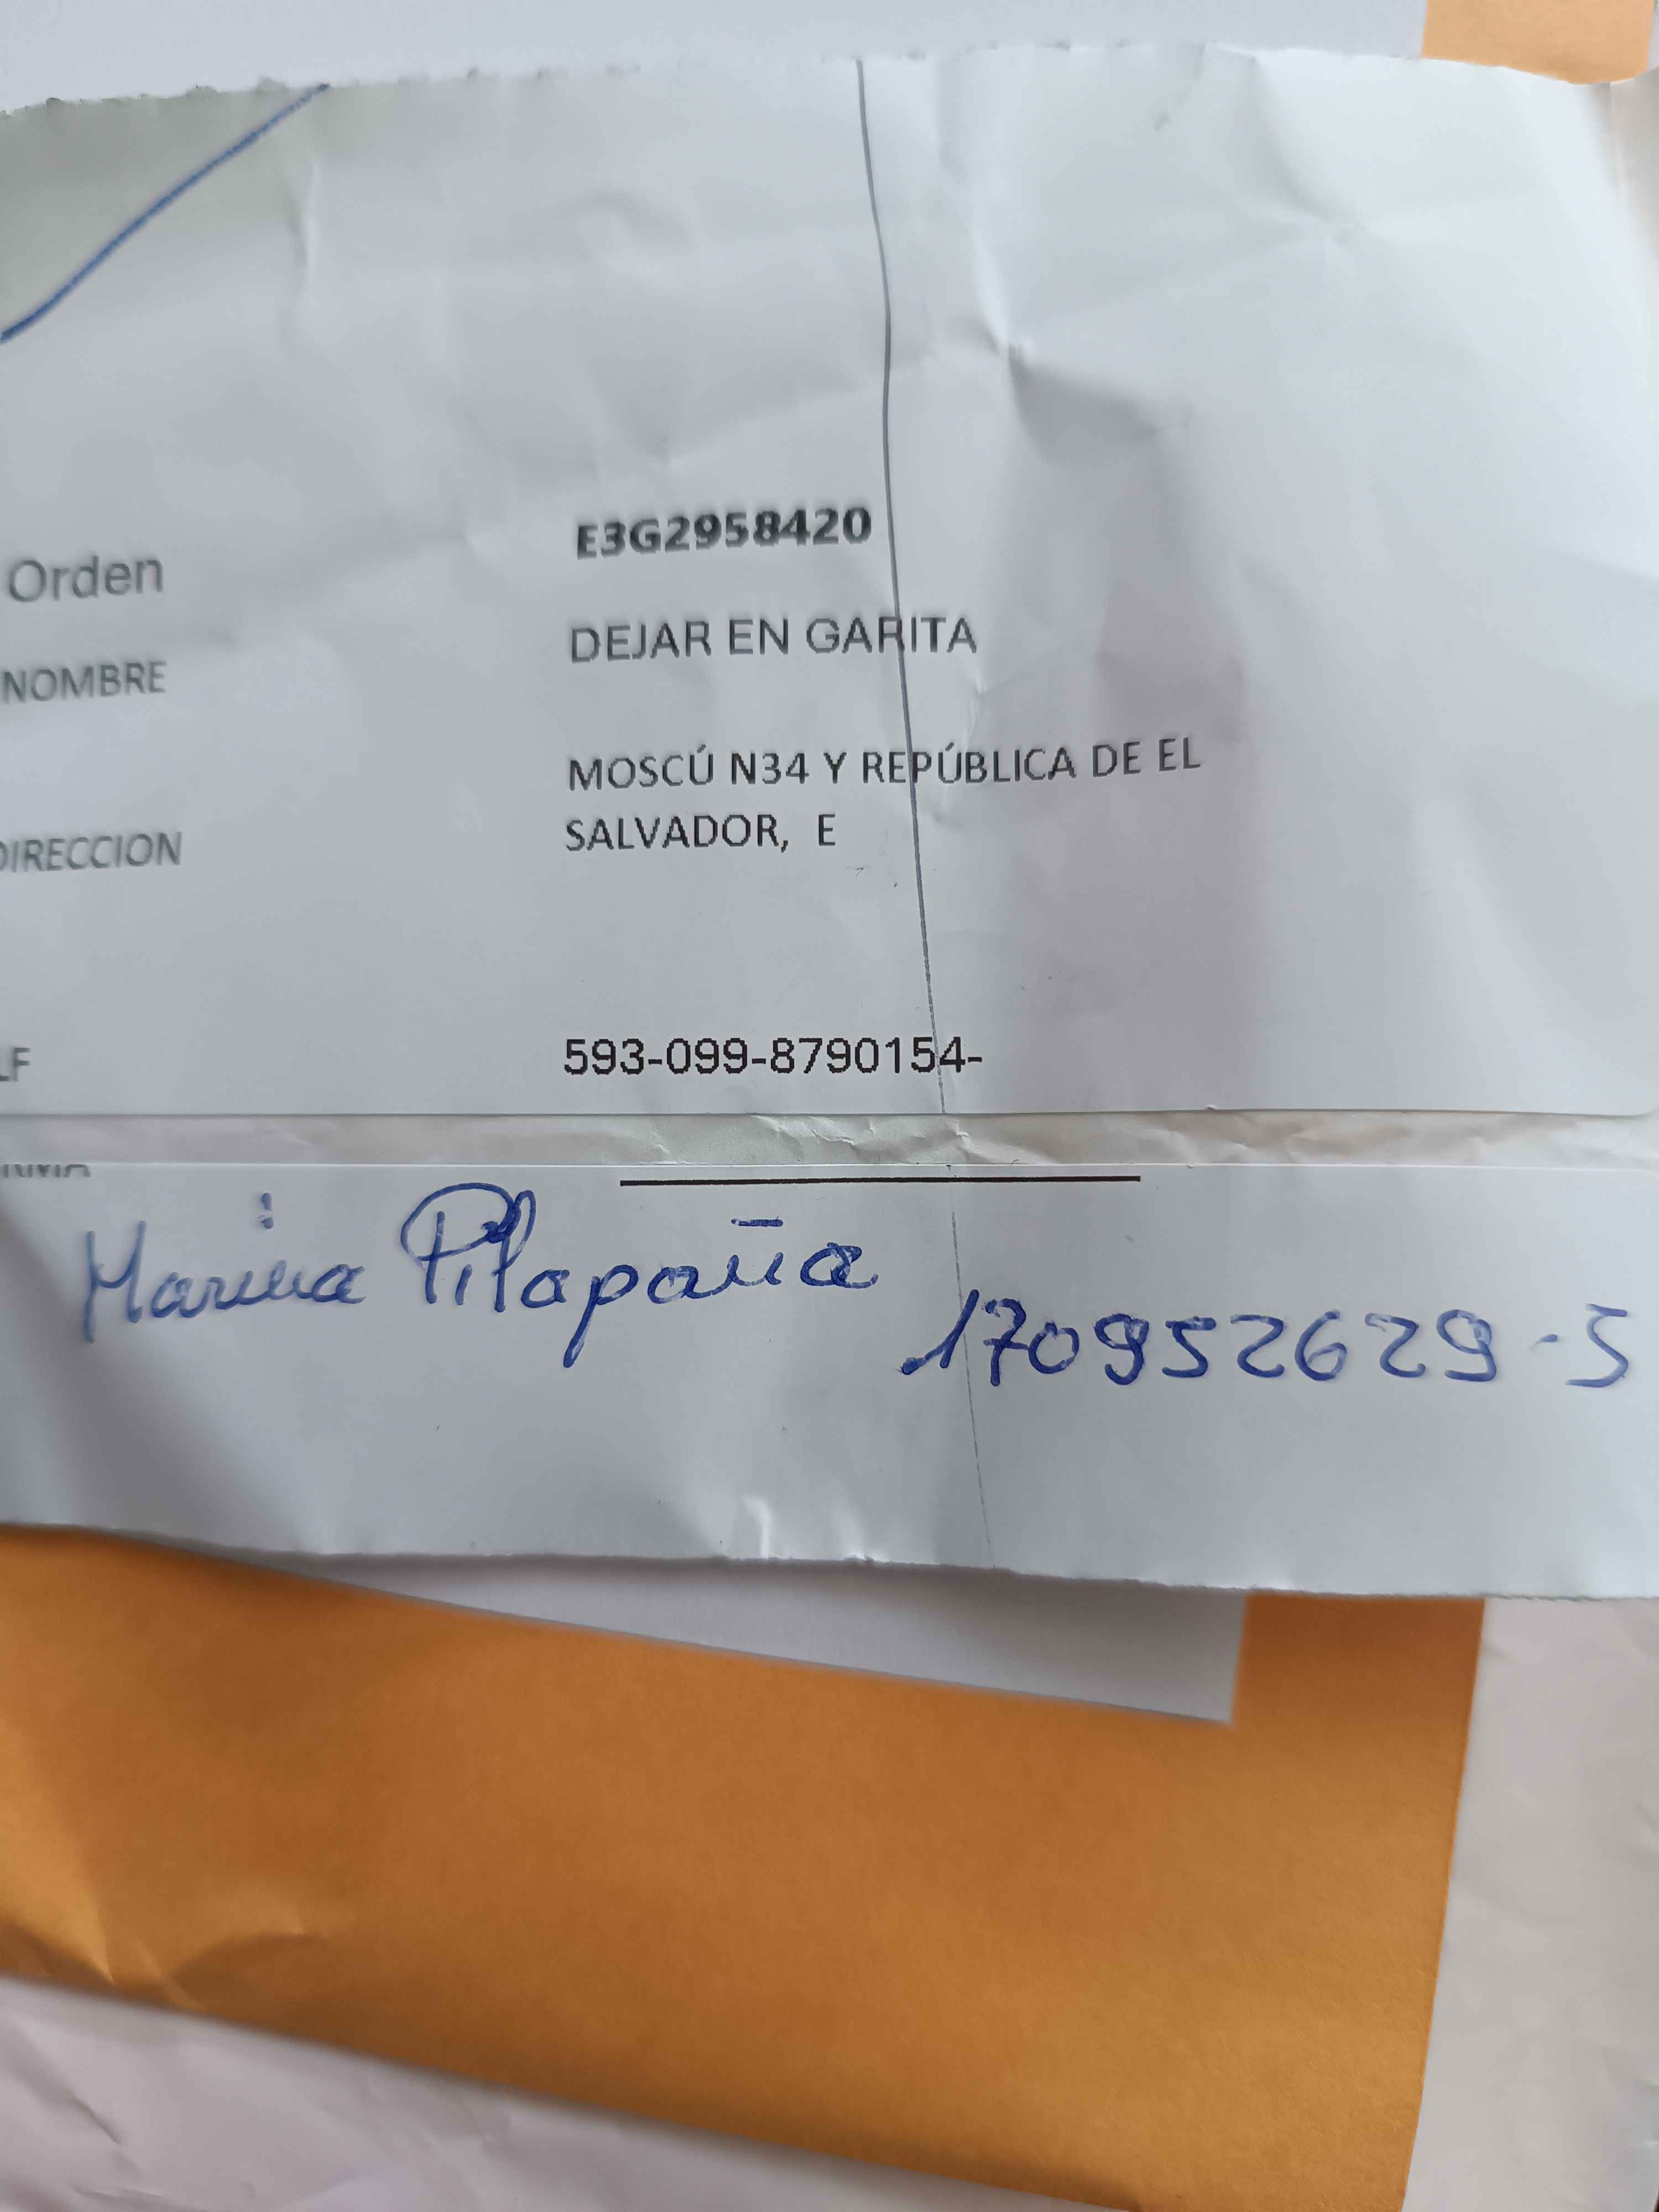 Orden E3G2958420
NOMBRE DEJAR EN GARITA
DIRECCION MOSCÚ N34 Y REPÚBLICA DE EL
SALVADOR, E
LF 593-099-8790154-
Marina Pilapaña 170952629-5